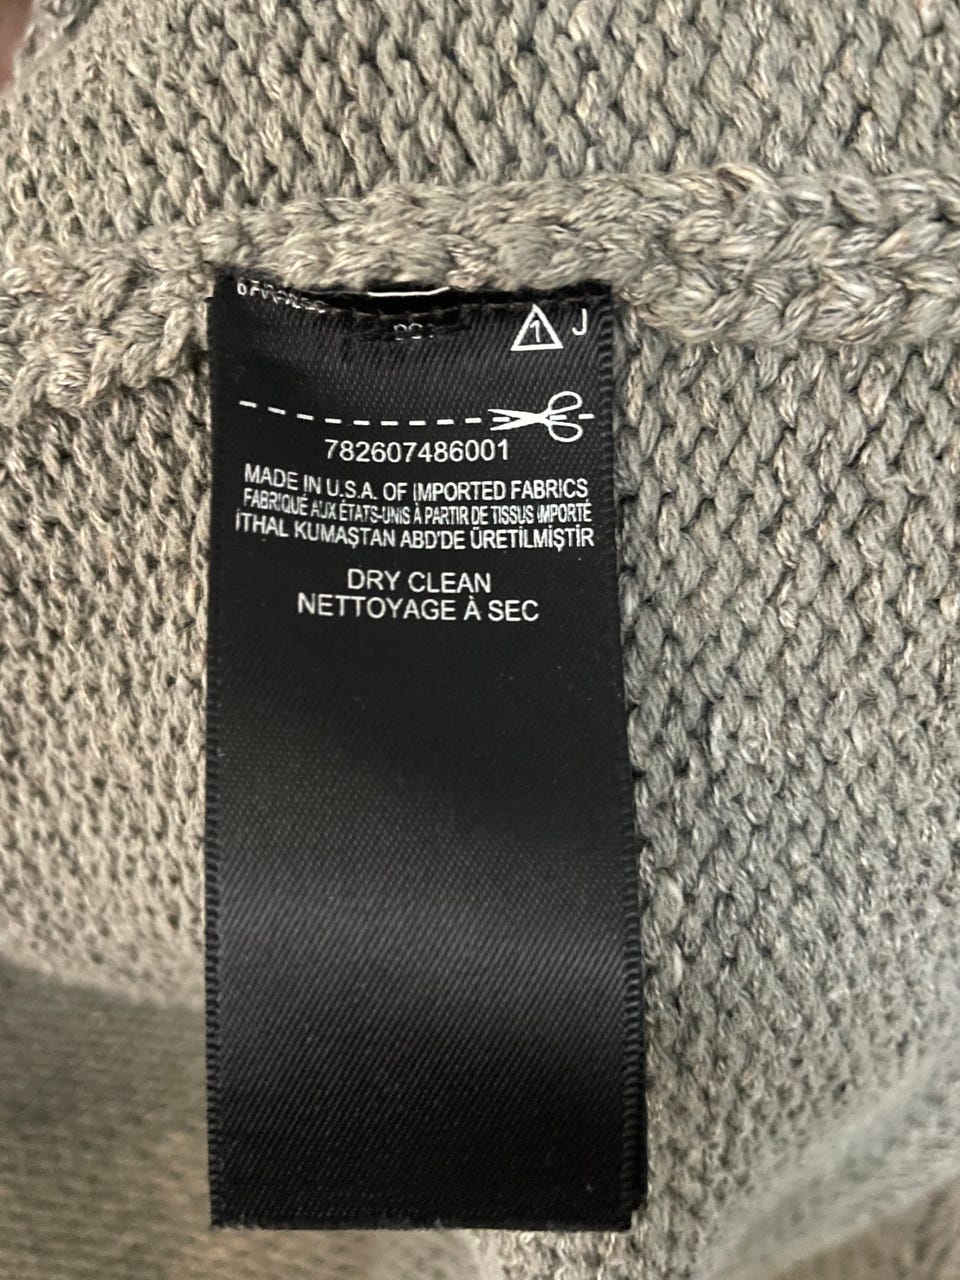 1 J
782607486001
MADE IN U.S.A. OF IMPORTED FABRICS
FABRIQUÉ AUX ÉTATS-UNIS À PARTIR DE TISSUS IMPORTÉ
İTHAL KUMAŞTAN ABD'DE ÜRETİLMİŞTİR
DRY CLEAN
NETTOYAGE À SEC